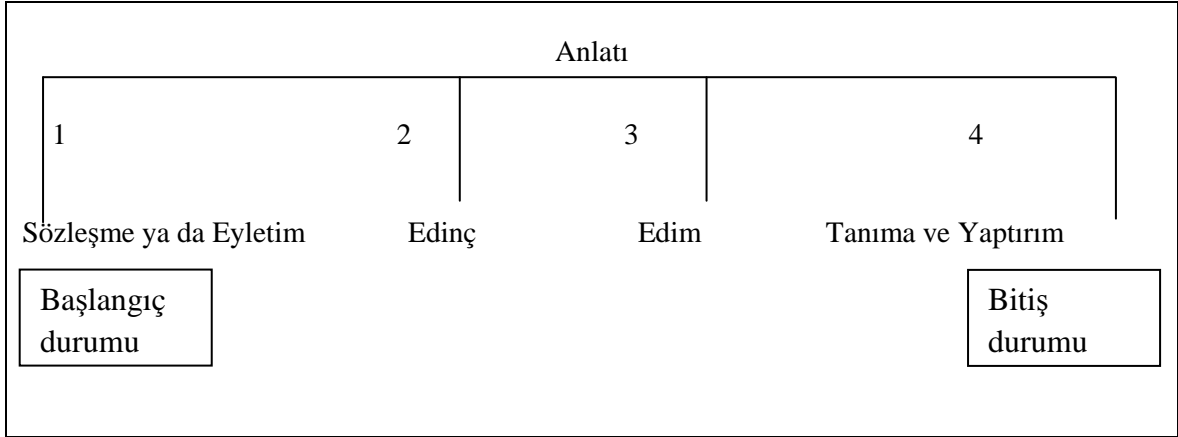 Anlatı
1 2 3 4
Sözleşme ya da Eyletim Edinç Edim Tanıma ve Yaptırım
Başlangıç
durumu
Bitiş
durumu